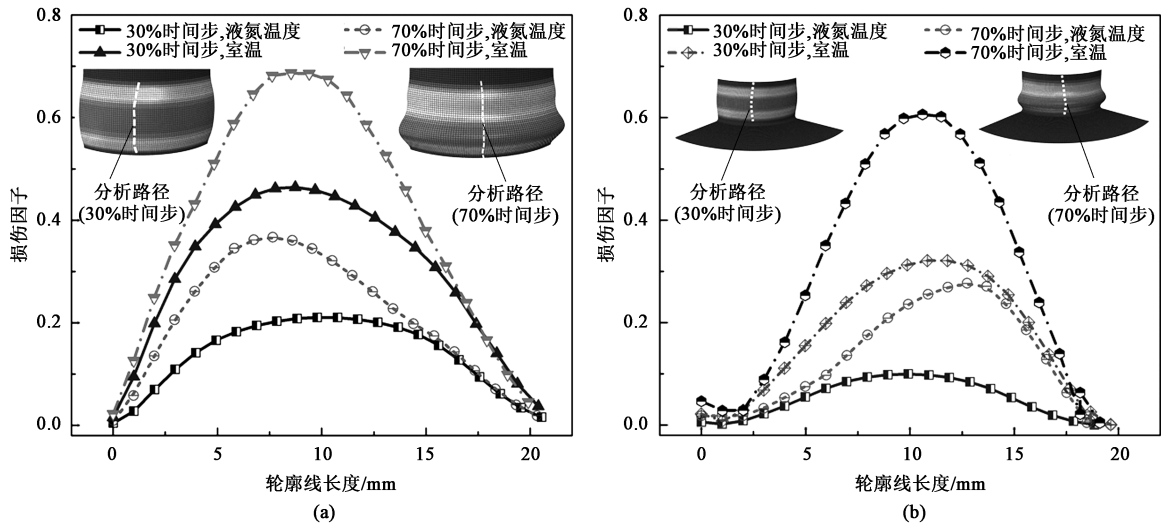 30%时间步,液氮温度 70%时间步,液氮温度
30%时间步,室温 70%时间步,室温
0.8
0.6
0.4
0.2
0.0
损伤因子
分析路径
(30%时间步)
分析路径
(70%时间步)
0 5 10 15 20
轮廓线长度/mm
(a)
30%时间步,液氮温度 70%时间步,液氮温度
30%时间步,室温 70%时间步,室温
0.8
0.6
0.4
0.2
0.0
损伤因子
分析路径
(30%时间步)
分析路径
(70%时间步)
0 5 10 15 20
轮廓线长度/mm
(b)